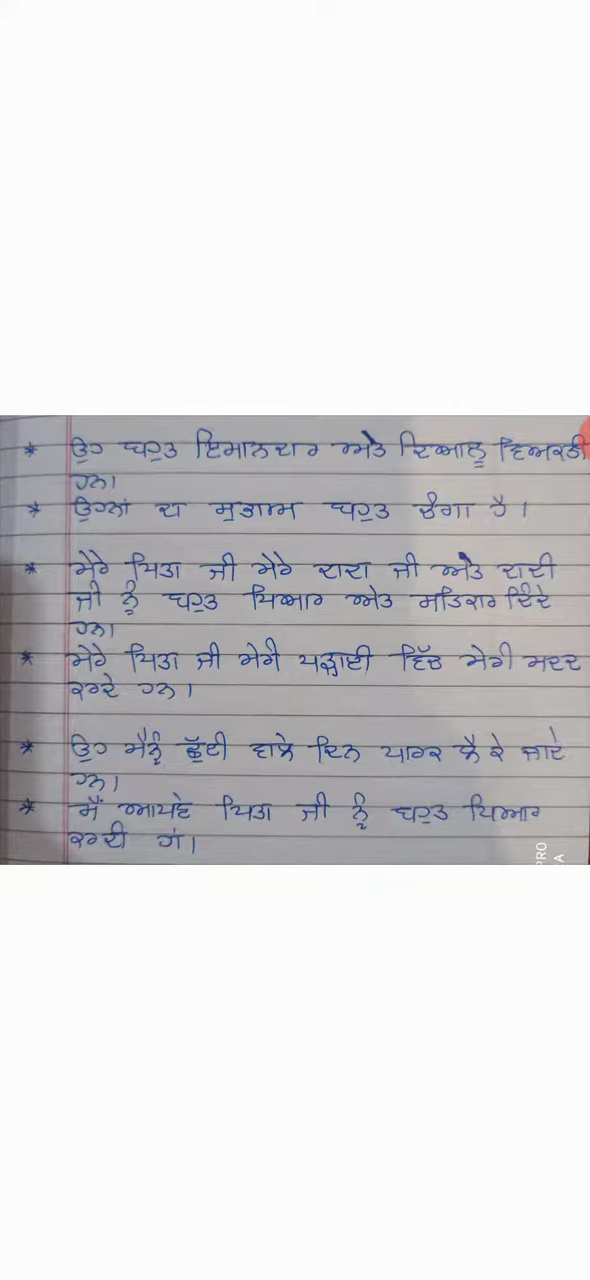 * ਉਹ ਬਹੁਤ ਇਮਾਨਦਾਰ ਅਤੇ ਦਿਆਲੂ ਵਿਅਕਤੀ
ਹਨ।
* ਉਹਨਾਂ ਦਾ ਸੁਭਾਅ ਬਹੁਤ ਚੰਗਾ ਹੈ।
* ਮੇਰੇ ਪਿਤਾ ਜੀ ਮੇਰੇ ਦਾਦਾ ਜੀ ਅਤੇ ਦਾਦੀ
ਜੀ ਨੂੰ ਬਹੁਤ ਪਿਆਰ ਅਤੇ ਸਤਿਕਾਰ ਦਿੰਦੇ
ਹਨ।
* ਮੇਰੇ ਪਿਤਾ ਜੀ ਮੇਰੀ ਪੜ੍ਹਾਈ ਵਿੱਚ ਮੇਰੀ ਮਦਦ
ਕਰਦੇ ਹਨ।
* ਉਹ ਮੈਨੂੰ ਛੁੱਟੀ ਵਾਲੇ ਦਿਨ ਪਾਰਕ ਲੈ ਕੇ ਜਾਂਦੇ
ਹਨ।
* ਮੈਂ ਆਪਣੇ ਪਿਤਾ ਜੀ ਨੂੰ ਬਹੁਤ ਪਿਆਰ
ਕਰਦੀ ਹਾਂ।
PRO
A